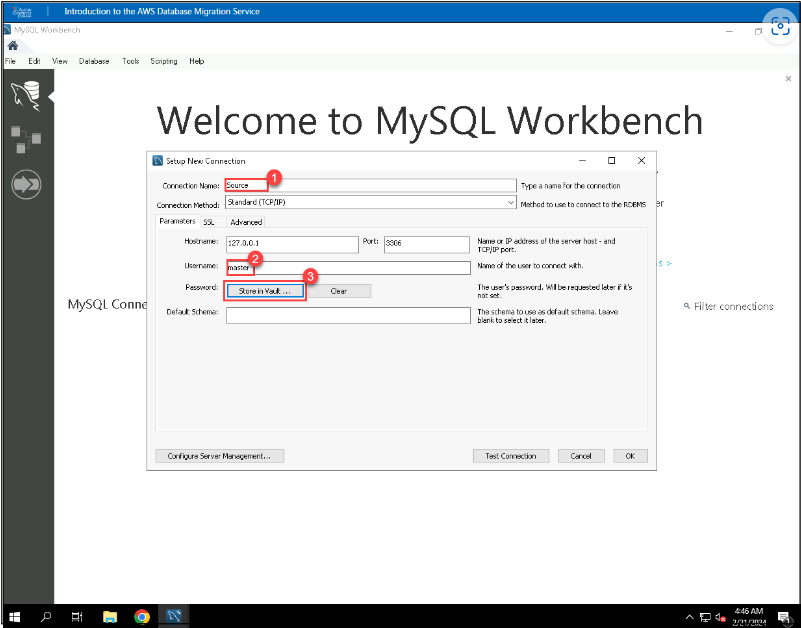 Introduction to the AWS Database Migration Service
MySQL Workbench
File Edit View Database Tools Scripting Help
Welcome to MySQL Workbench
Setup New Connection
1
Connection Name: Source Type a name for the connection
Connection Method: Standard (TCP/IP) Method to use to connect to the RDBMS
Parameters SSL Advanced
Hostname: 127.0.0.1 Port: 3306 Name or IP address of the server host - and
TCP/IP port.
2
Username: master Name of the user to connect with.
3
Password: Store in Vault ... Clear The user's password. Will be requested later if it's
not set.
Default Schema: The schema to use as default schema. Leave
blank to select it later.
MySQL Conne
Filter connections
Configure Server Management... Test Connection Cancel OK
4:46 AM
2/21/2024